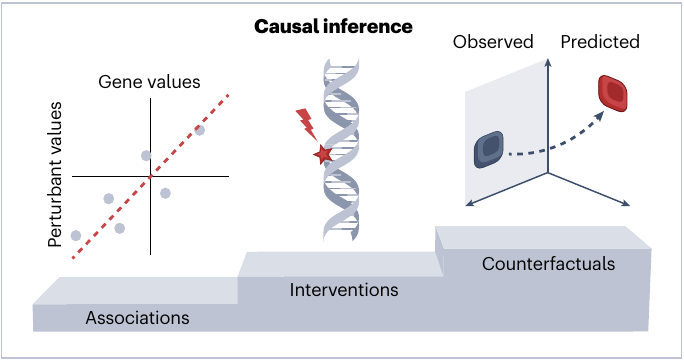 Causal inference
Gene values
Perturbant values
Observed
Predicted
Associations
Interventions
Counterfactuals